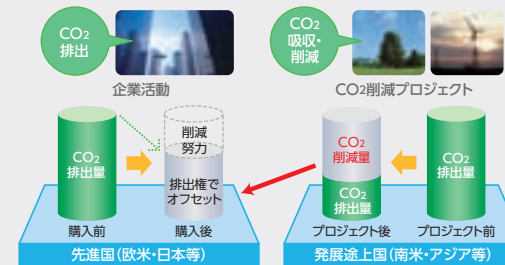 CO2
排出
企業活動
CO2
吸収・
削減
CO2削減プロジェクト
CO2
排出量
削減
努力
排出権で
オフセット
購入前
購入後
先進国(欧米・日本等)
CO2
削減量
CO2
排出量
CO2
排出量
プロジェクト後
プロジェクト前
発展途上国(南米・アジア等)